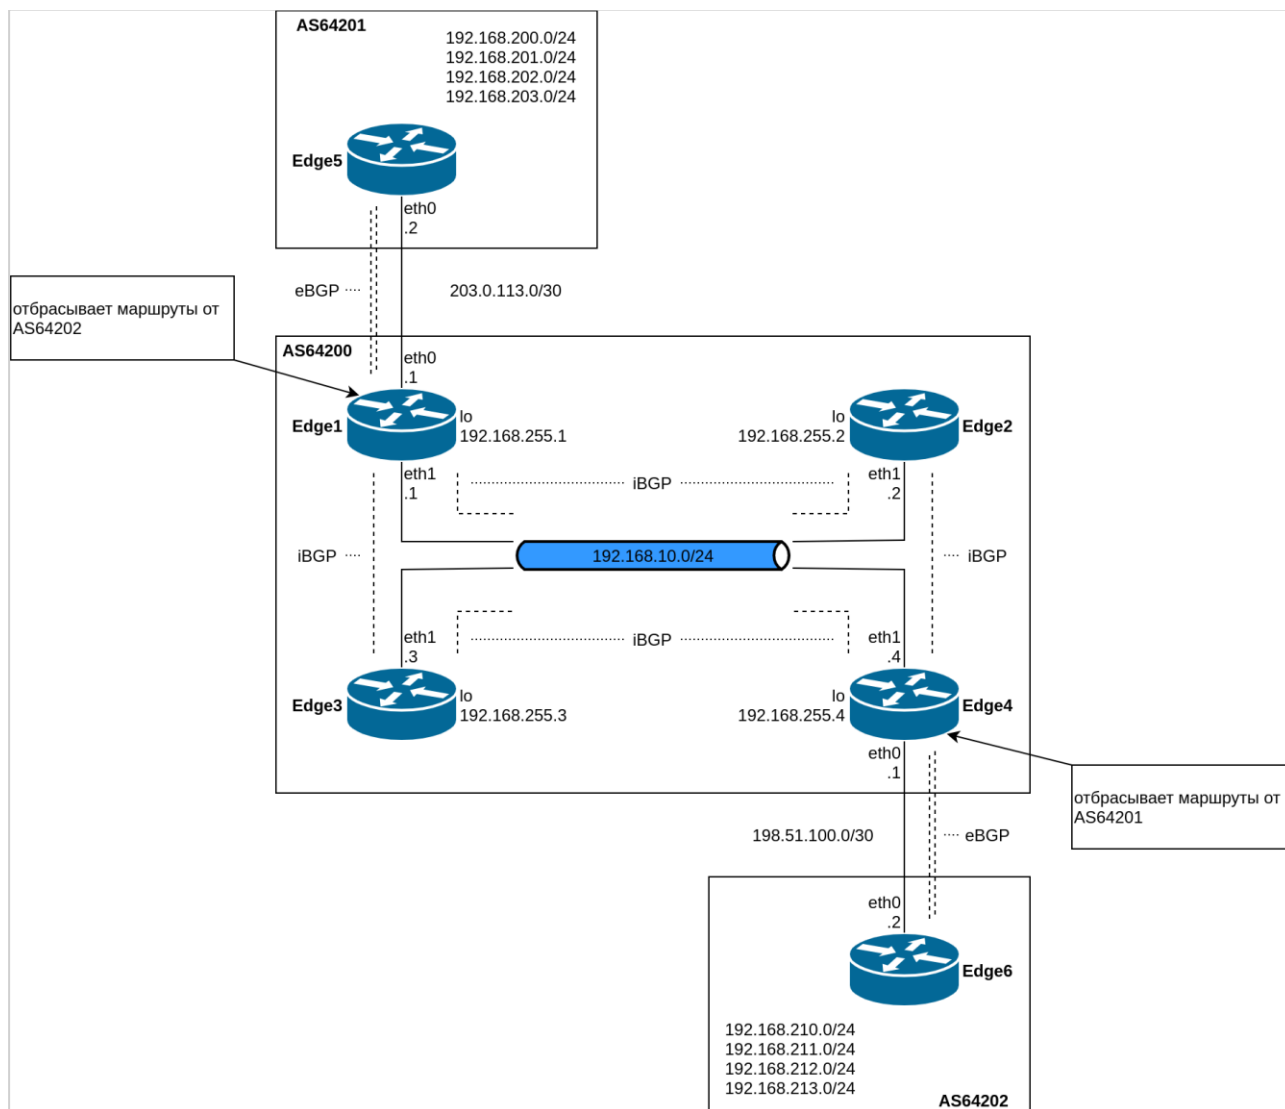 AS64201
192.168.200.0/24
192.168.201.0/24
192.168.202.0/24
192.168.203.0/24
Edge5
eth0
.2
eBGP
203.0.113.0/30
отбрасывает маршруты от
AS64202
AS64200
eth0
.1
Edge1
lo
192.168.255.1
lo
192.168.255.2
Edge2
eth1
.1
iBGP
eth1
.2
iBGP
192.168.10.0/24
iBGP
eth1
.3
iBGP
eth1
.4
Edge3
lo
192.168.255.3
lo
192.168.255.4
Edge4
eth0
.1
отбрасывает маршруты от
AS64201
198.51.100.0/30
eBGP
eth0
.2
Edge6
192.168.210.0/24
192.168.211.0/24
192.168.212.0/24
192.168.213.0/24
AS64202